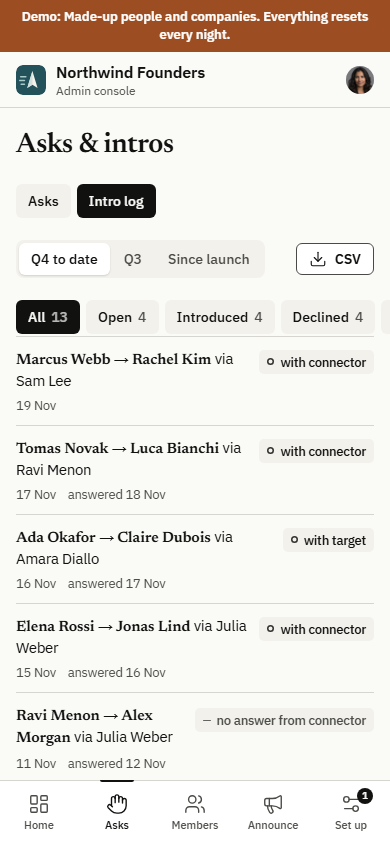 Demo: Made-up people and companies. Everything resets
every night.
Northwind Founders
Admin console
Asks & intros
Asks
Intro log
Q4 to date
Q3
Since launch
CSV
All 13
Open 4
Introduced 4
Declined 4
Marcus Webb → Rachel Kim via
Sam Lee
with connector
19 Nov
Tomas Novak → Luca Bianchi via
Ravi Menon
with connector
17 Nov answered 18 Nov
Ada Okafor → Claire Dubois via
Amara Diallo
with target
16 Nov answered 17 Nov
Elena Rossi → Jonas Lind via Julia
Weber
with connector
15 Nov answered 16 Nov
Ravi Menon → Alex
Morgan via Julia Weber
– no answer from connector
11 Nov answered 12 Nov
Home
Asks
Members
Announce
1
Set up